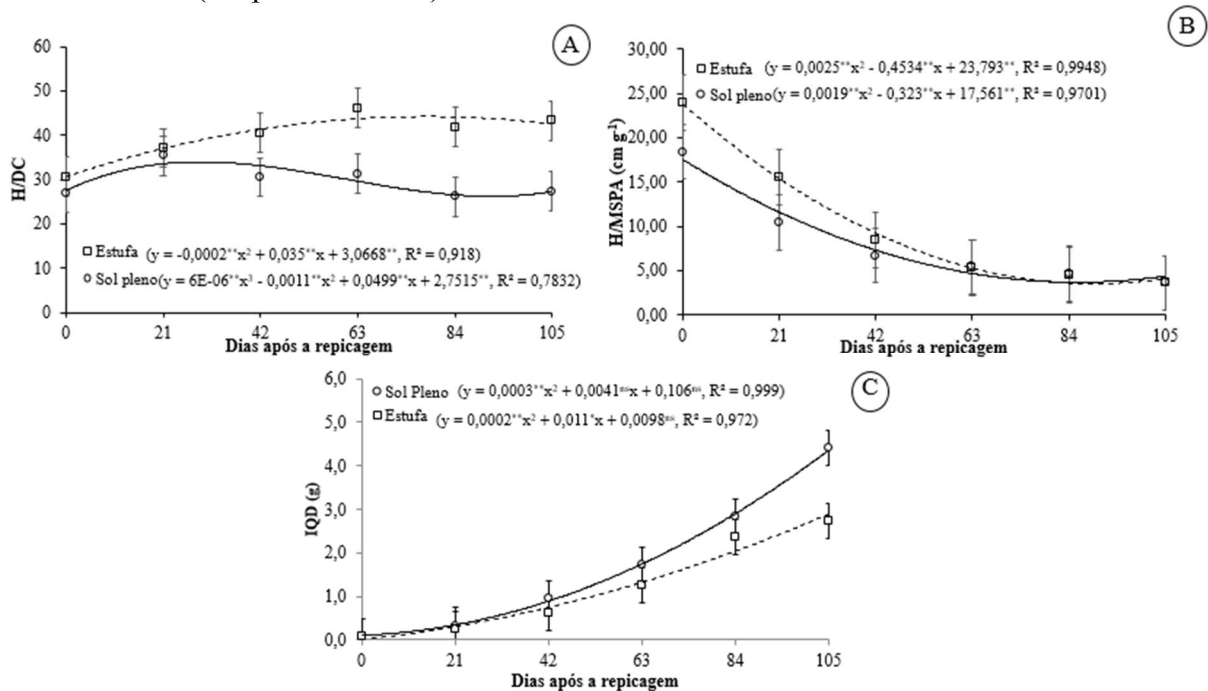 A
60
50
40
30
20
10
0
H/DC
Estufa (y = -0,0002**x² + 0,035**x + 3,0668**, R² = 0,918)
Sol pleno(y = 6E-06**x³ - 0,0011**x² + 0,0499**x + 2,7515**, R² = 0,7832)
0 21 42 63 84 105
Dias após a repicagem
B
30,00
25,00
20,00
15,00
10,00
5,00
0,00
H/MSPA (cm g⁻¹)
Estufa (y = 0,0025**x² - 0,4534**x + 23,793**, R² = 0,9948)
Sol pleno(y = 0,0019**x² - 0,323**x + 17,561**, R² = 0,9701)
0 21 42 63 84 105
Dias após a repicagem
C
6,0
5,0
4,0
3,0
2,0
1,0
0,0
IQD (g)
Sol Pleno (y = 0,0003**x² + 0,0041ⁿˢx + 0,106ⁿˢ, R² = 0,999)
Estufa (y = 0,0002**x² + 0,011*x + 0,0098ⁿˢ, R² = 0,972)
0 21 42 63 84 105
Dias após a repicagem